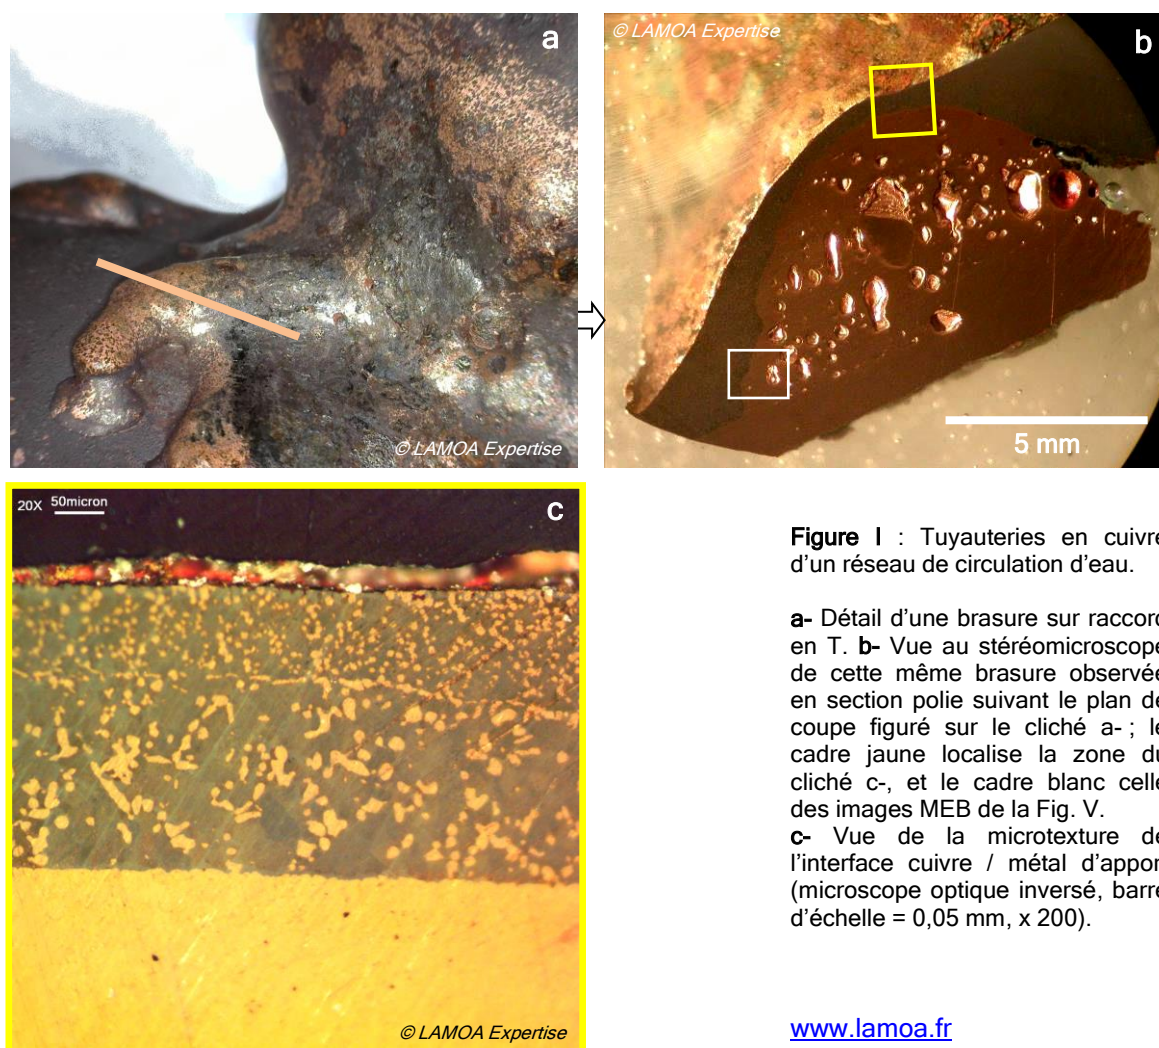 a
© LAMOA Expertise
© LAMOA Expertise
b
5 mm
20X 50micron
c
© LAMOA Expertise
Figure I : Tuyauteries en cuivre
d'un réseau de circulation d'eau.
a- Détail d'une brasure sur raccord
en T. b- Vue au stéréomicroscope
de cette même brasure observée
en section polie suivant le plan de
coupe figuré sur le cliché a- ; le
cadre jaune localise la zone du
cliché c-, et le cadre blanc celle
des images MEB de la Fig. V.
c- Vue de la microtexture de
l'interface cuivre / métal d'appor
(microscope optique inversé, barre
d'échelle = 0,05 mm, x 200).
www.lamoa.fr